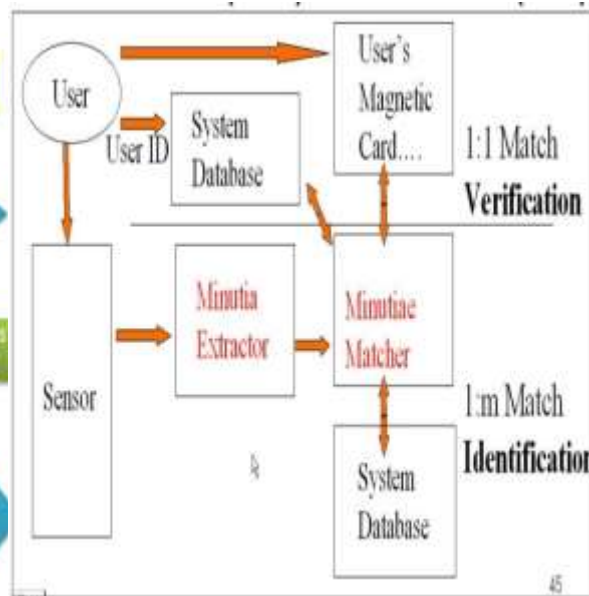 User
User's
Magnetic
Card....
User ID
System
Database
1:1 Match
Verification
Sensor
Minutia
Extractor
Minutiae
Matcher
1:m Match
Identification
System
Database
45